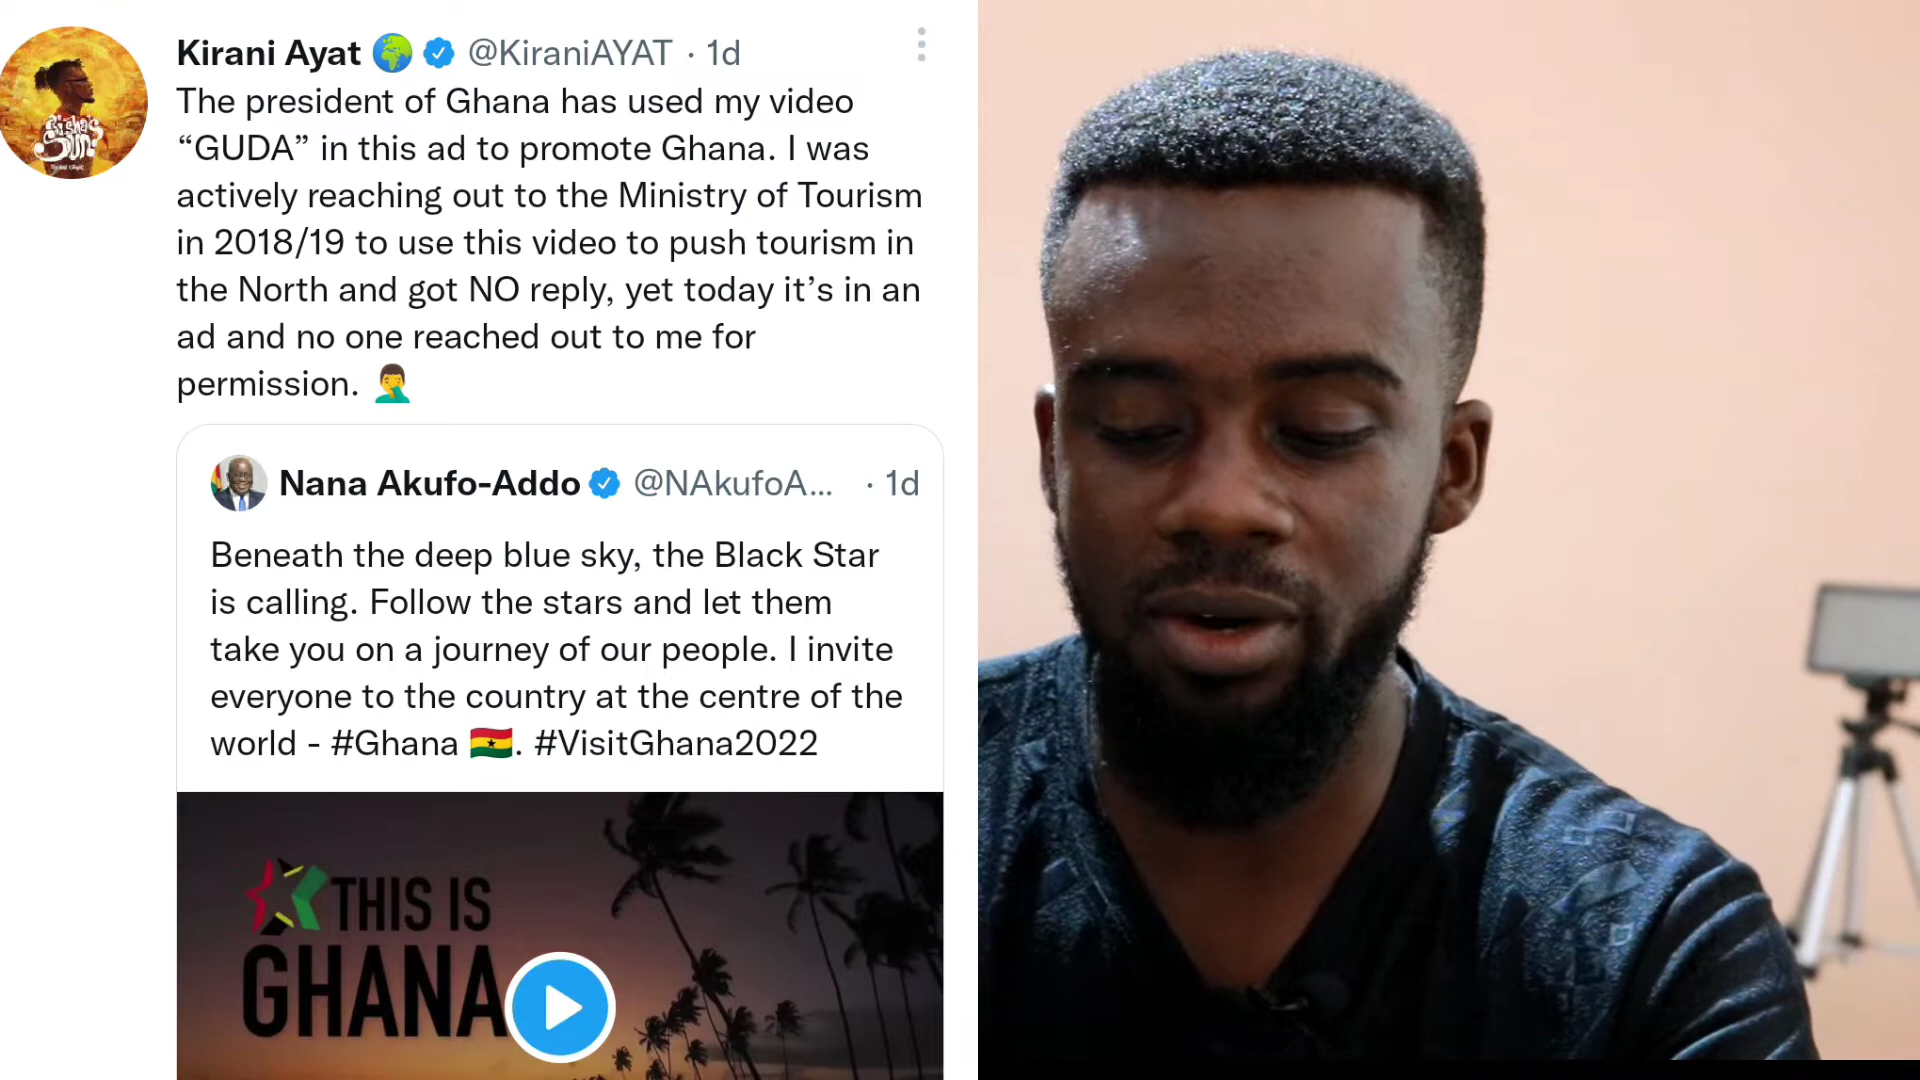 Kirani Ayat 🌍 @KiraniAYAT · 1d
The president of Ghana has used my video
“GUDA” in this ad to promote Ghana. I was
actively reaching out to the Ministry of Tourism
in 2018/19 to use this video to push tourism in
the North and got NO reply, yet today it’s in an
ad and no one reached out to me for
permission. 🤦‍♂️
Nana Akufo-Addo @NAkufoA... · 1d
Beneath the deep blue sky, the Black Star
is calling. Follow the stars and let them
take you on a journey of our people. I invite
everyone to the country at the centre of the
world - #Ghana 🇬🇭. #VisitGhana2022
THIS IS
GHANA